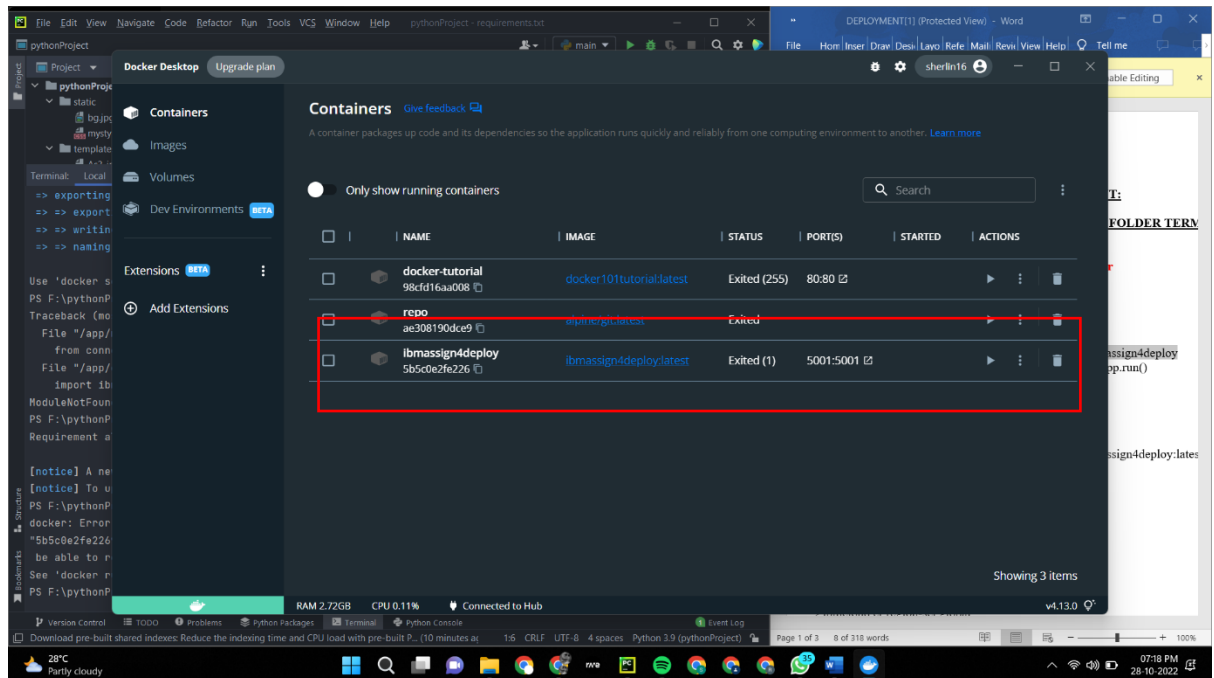 File Edit View Navigate Code Refactor Run Tools VCS Window Help pythonProject - requirements.txt
pythonProject
main
Project
pythonProje
static
bg.jpg
mysty
template
Terminal: Local
=> exporting
=> => export
=> => writin
=> => naming
Use 'docker s
PS F:\pythonP
Traceback (mo
File "/app/
from conn
File "/app/
import ib
ModuleNotFoun
PS F:\pythonP
Requirement a
[notice] A ne
[notice] To u
PS F:\pythonP
docker: Error
"5b5c0e2fe226
be able to r
See 'docker r
PS F:\pythonP
Project
Structure
Bookmarks
Docker Desktop Upgrade plan
sherlin16
Containers
Images
Volumes
Dev Environments BETA
Extensions BETA
Add Extensions
Containers Give feedback
A container packages up code and its dependencies so the application runs quickly and reliably from one computing environment to another. Learn more
Only show running containers
Search
NAME IMAGE STATUS PORT(S) STARTED ACTIONS
docker-tutorial docker101tutorial:latest Exited (255) 80:80
98cfd16aa008
repo alpine/git:latest Exited
ae308190dce9
ibmassign4deploy ibmassign4deploy:latest Exited (1) 5001:5001
5b5c0e2fe226
Showing 3 items
RAM 2.72GB CPU 0.11% Connected to Hub v4.13.0
DEPLOYMENT[1] (Protected View) - Word
File Hom Inser Draw Desi Layo Refe Maili Revi View Help Tell me
able Editing
T:
FOLDER TERM
r
assign4deploy
pp.run()
ssign4deploy:lates
Version Control TODO Problems Python Packages Terminal Python Console Event Log
Download pre-built shared indexes: Reduce the indexing time and CPU load with pre-built P... (10 minutes ag 1:6 CRLF UTF-8 4 spaces Python 3.9 (pythonProject)
Page 1 of 3 8 of 318 words 100%
28°C
Partly cloudy
35
07:18 PM
28-10-2022